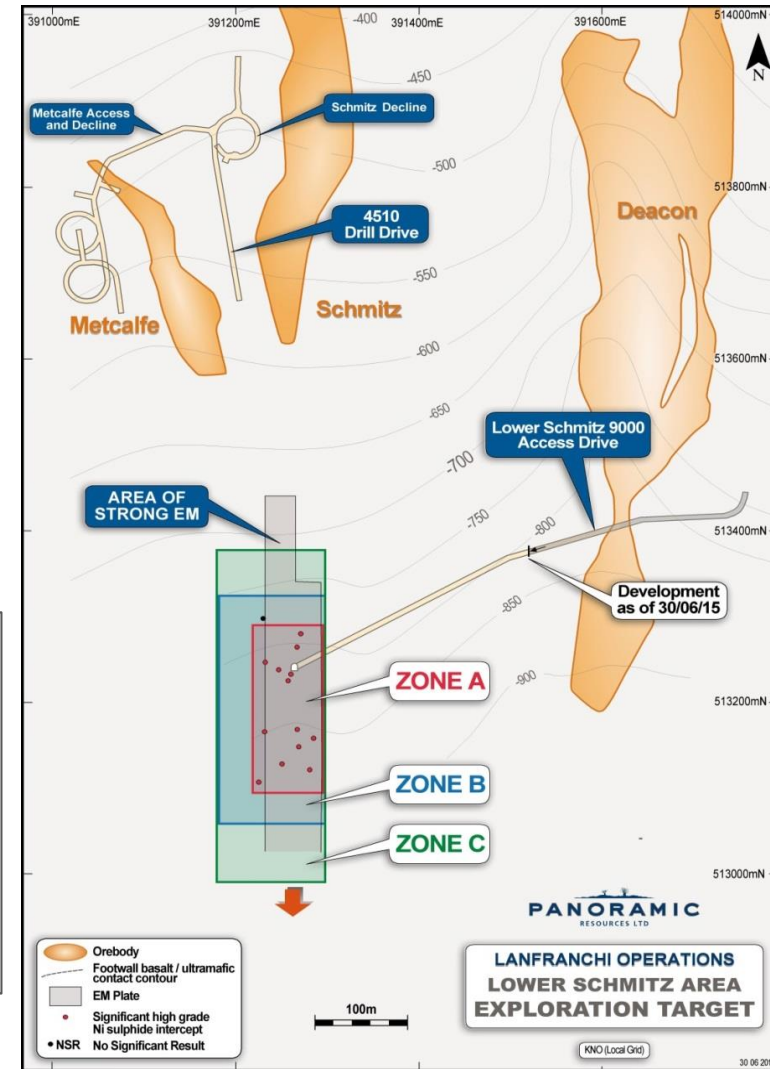 391000mE
391200mE
391400mE
391600mE
514000mN
-400
-450
N
Metcalfe Access
and Decline
Schmitz Decline
-500
513800mN
Deacon
4510
Drill Drive
-550
Metcalfe
Schmitz
-600
513600mN
-650
Lower Schmitz 9000
Access Drive
-700
AREA OF
STRONG EM
-750
-800
513400mN
Development
as of 30/06/15
-850
ZONE A
-900
513200mN
ZONE B
ZONE C
513000mN
PANORAMIC
RESOURCES LTD
Orebody
Footwall basalt / ultramafic
contact contour
EM Plate
Significant high grade
Ni sulphide intercept
NSR No Significant Result
100m
LANFRANCHI OPERATIONS
LOWER SCHMITZ AREA
EXPLORATION TARGET
KNO (Local Grid)
30 06 201